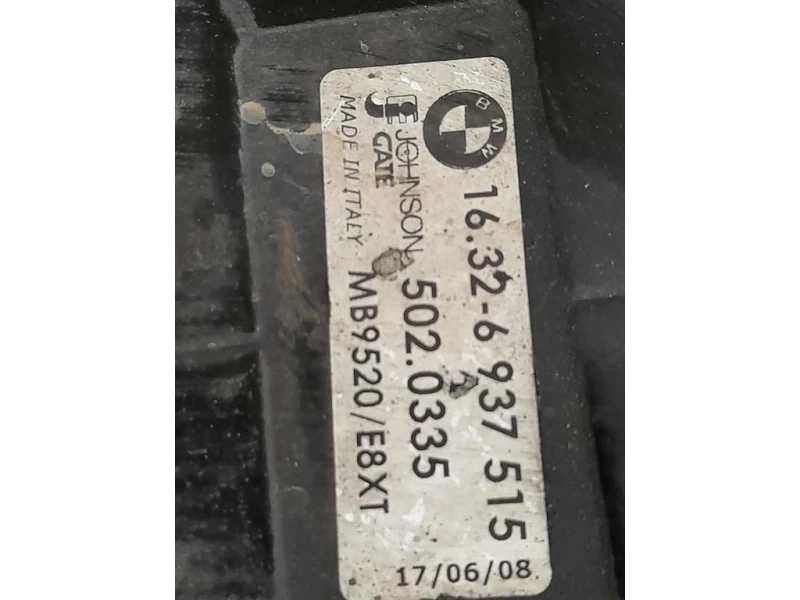 BMW
16.32-6 937 515
JOHNSON 502.0335
GATE
MADE IN ITALY MB9520/E8XT
17/06/08